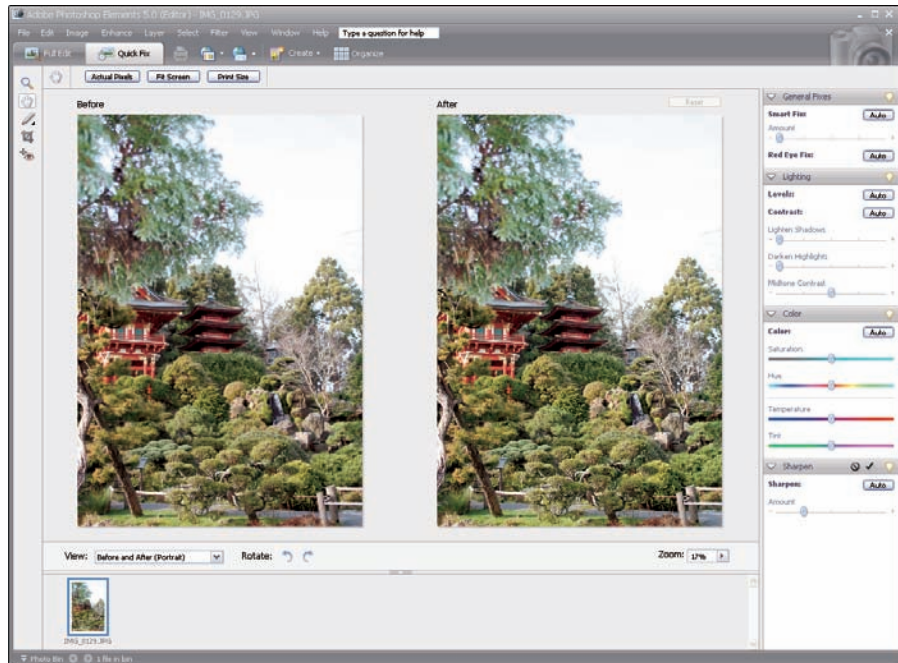 Adobe Photoshop Elements 5.0 (Editor) - IMG_0129.JPG
File Edit Image Enhance Layer Select Filter View Window Help Type a question for help
Full Edit Quick Fix Create Organize
Actual Pixels Fit Screen Print Size
Before After Reset
General Fixes
Smart Fix: Auto
Amount
Red Eye Fix: Auto
Lighting
Levels: Auto
Contrast: Auto
Lighten Shadows
Darken Highlights
Midtone Contrast
Color
Color: Auto
Saturation
Hue
Temperature
Tint
Sharpen
Sharpen: Auto
Amount
View: Before and After (Portrait) Rotate: Zoom: 17%
IMG_0129.JPG
Photo Bin 1 file in bin